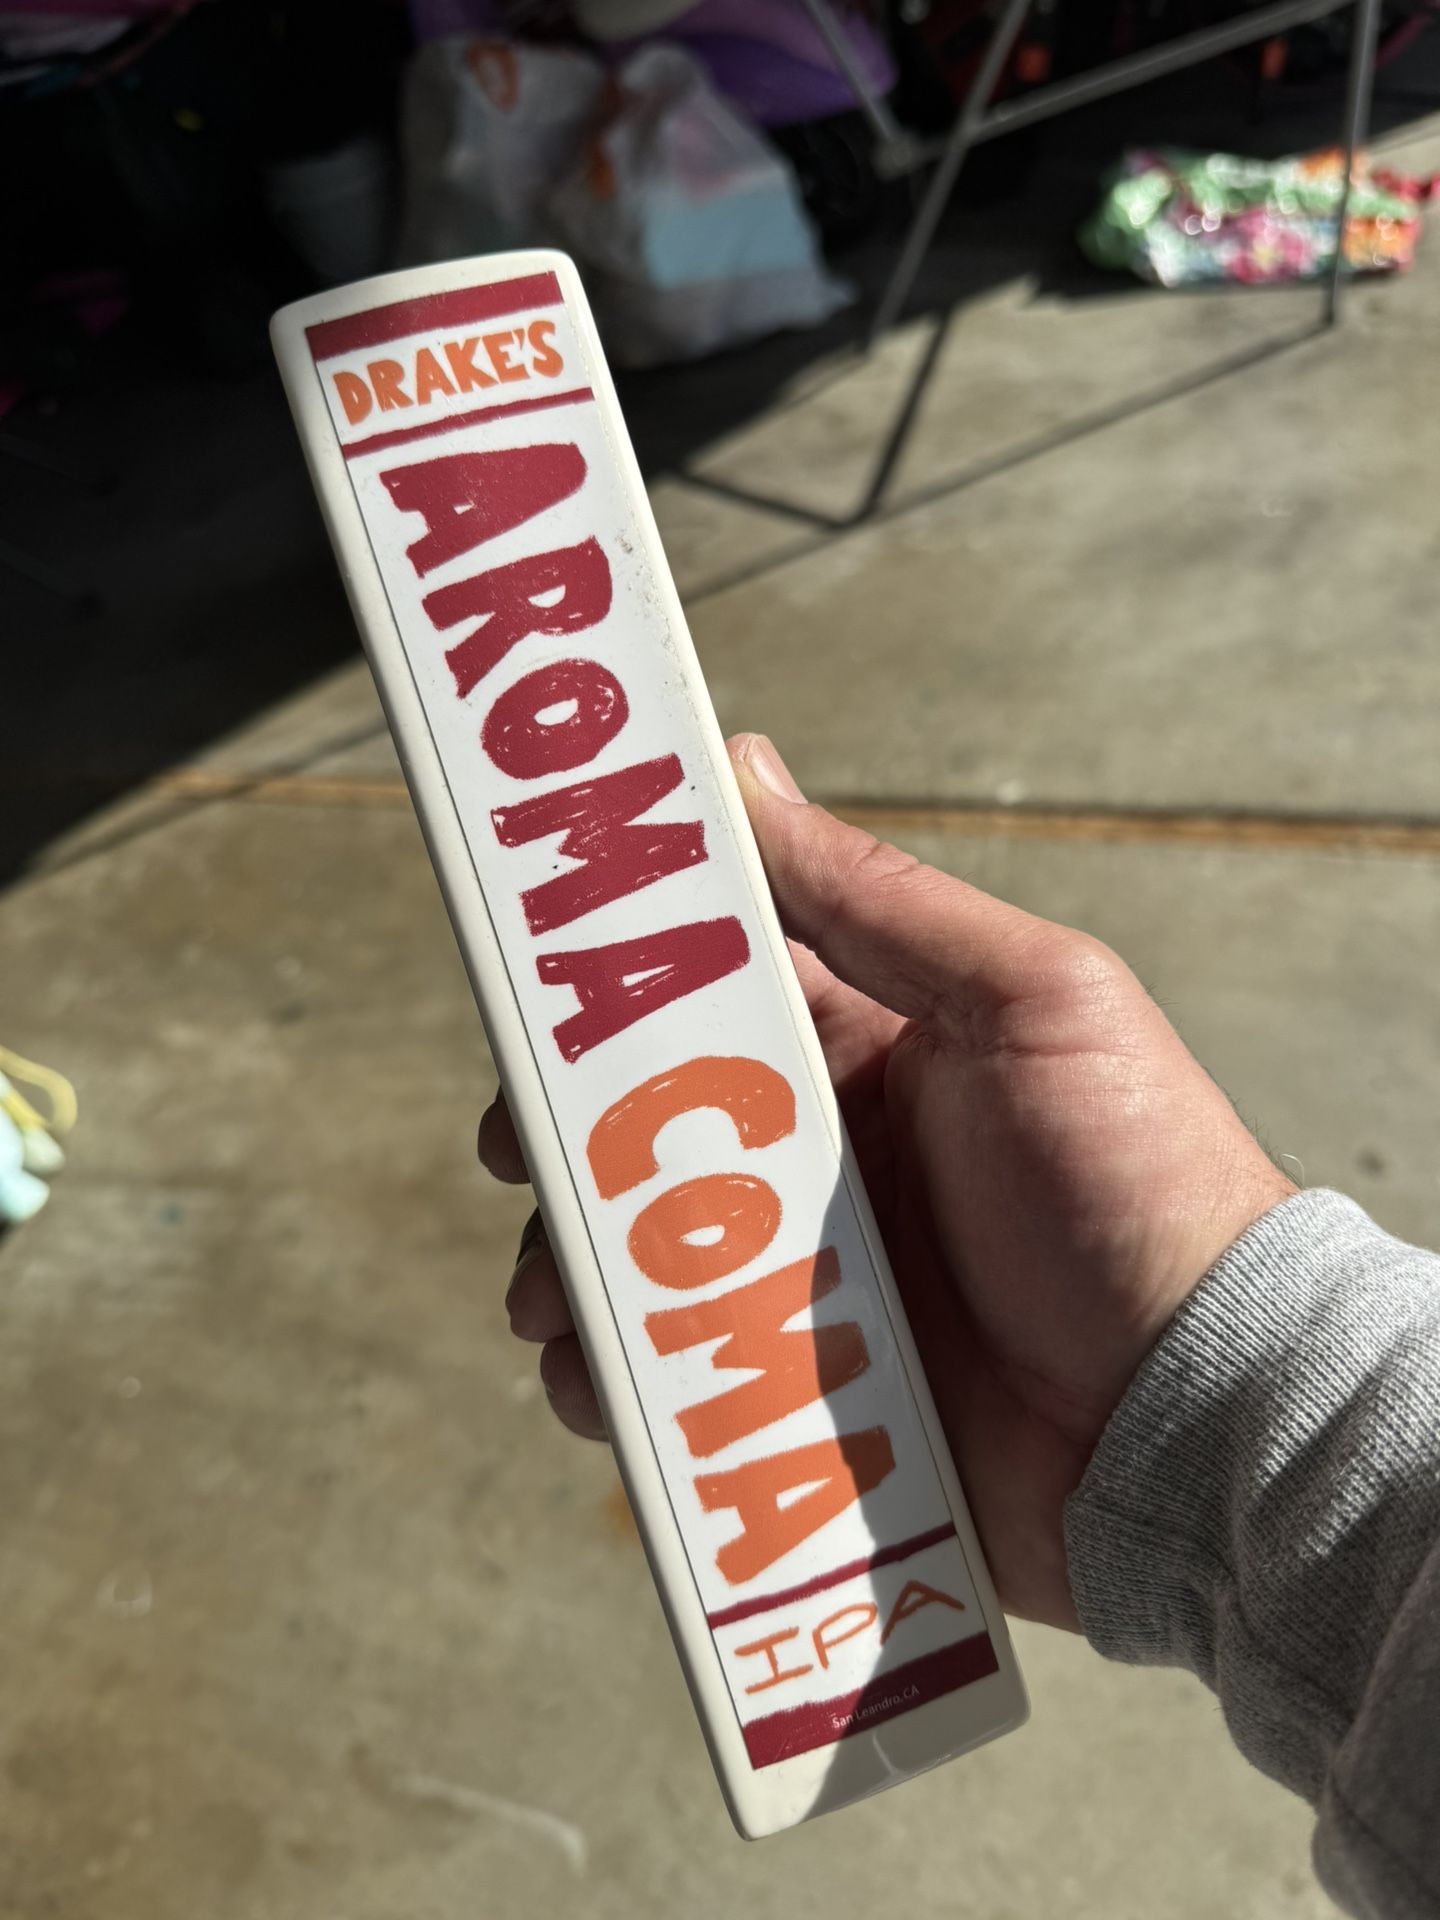 DRAKE'S
AROMA COMA
IPA
San Leandro, CA